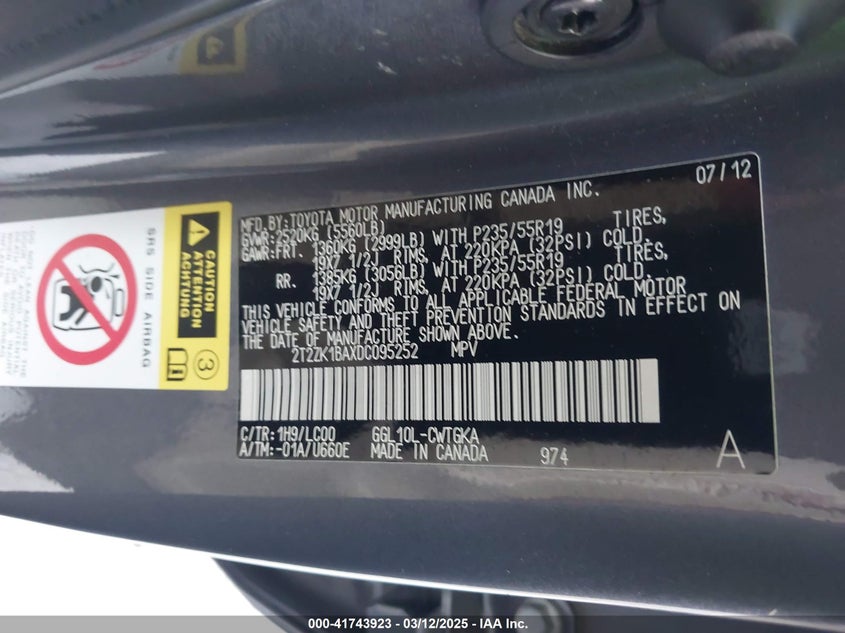 07/12
MFD. BY: TOYOTA MOTOR MANUFACTURING CANADA INC.
GVWR: 2520KG (5560LB)
GAWR: FRT. 1360KG (2999LB) WITH P235/55R19 TIRES,
19X7 1/2J RIMS, AT 220KPA (32PSI) COLD.
RR. 1385KG (3056LB) WITH P235/55R19 TIRES,
19X7 1/2J RIMS, AT 220KPA (32PSI) COLD.
THIS VEHICLE CONFORMS TO ALL APPLICABLE FEDERAL MOTOR
VEHICLE SAFETY AND THEFT PREVENTION STANDARDS IN EFFECT ON
THE DATE OF MANUFACTURE SHOWN ABOVE.
2T2ZK1BAXDC095252 MPV
C/TR: 1H9/LC00 GGL10L-CWTGKA
A/TM: -01A/U660E MADE IN CANADA 974 A
CAUTION
ATTENTION
ACHTUNG
3
SRS SIDE AIRBAG
000-41743923 - 03/12/2025 - IAA Inc.